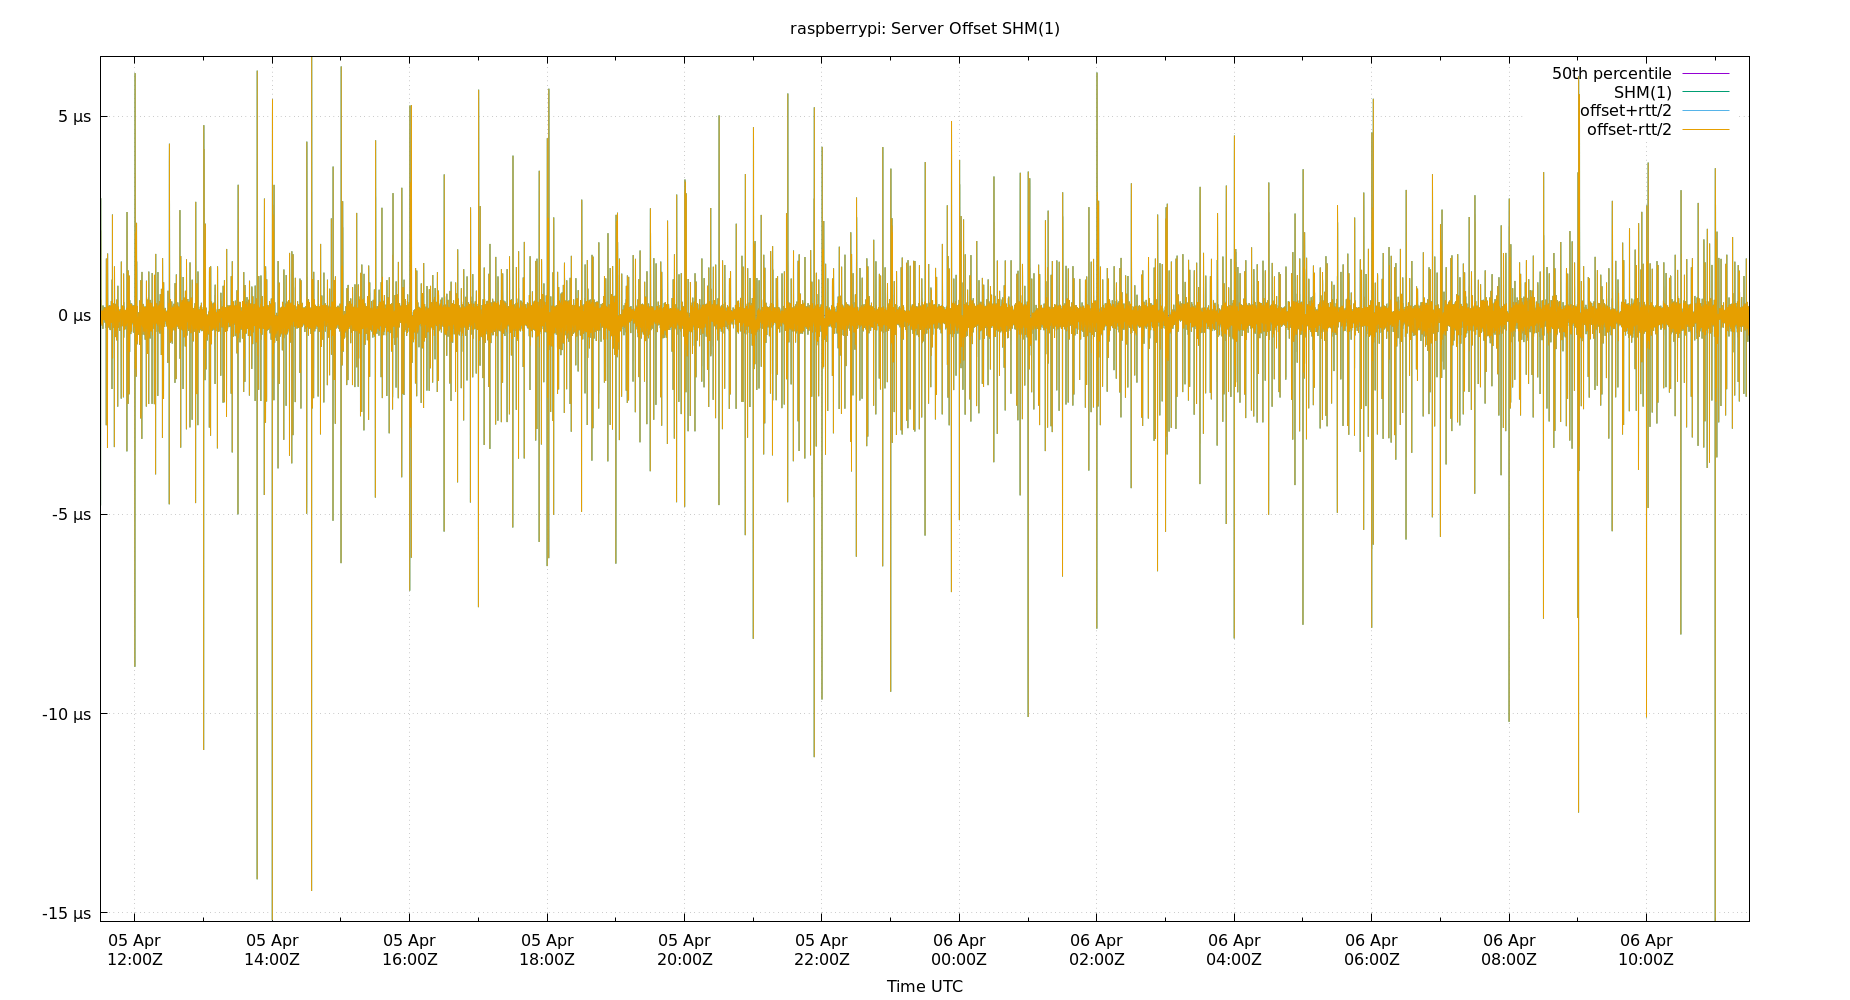 raspberrypi: Server Offset SHM(1)
50th percentile
SHM(1)
offset+rtt/2
offset-rtt/2
5 µs
0 µs
-5 µs
-10 µs
-15 µs
05 Apr 05 Apr 05 Apr 05 Apr 05 Apr 05 Apr 06 Apr 06 Apr 06 Apr 06 Apr 06 Apr 06 Apr
12:00Z 14:00Z 16:00Z 18:00Z 20:00Z 22:00Z 00:00Z 02:00Z 04:00Z 06:00Z 08:00Z 10:00Z
Time UTC